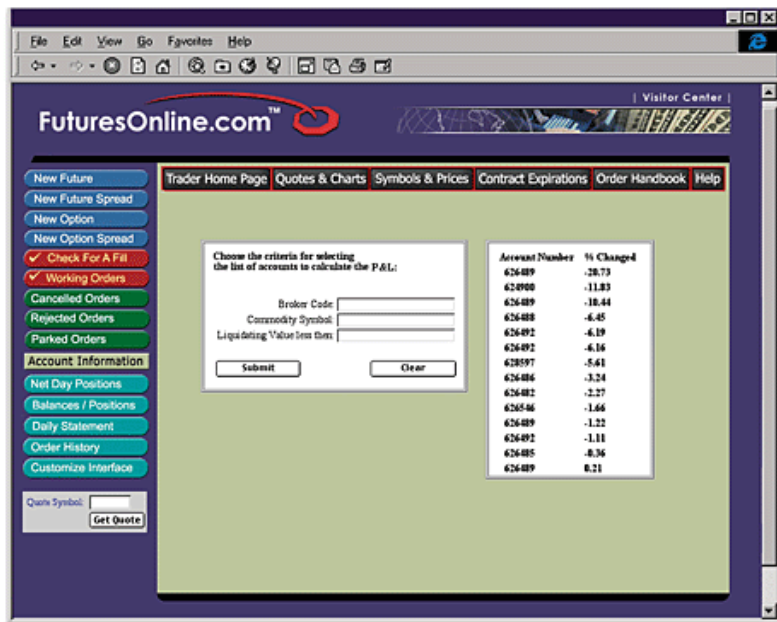 File Edit View Go Favorites Help
| Visitor Center |
FuturesOnline.com™
Trader Home Page Quotes & Charts Symbols & Prices Contract Expirations Order Handbook Help
New Future
New Future Spread
New Option
New Option Spread
Check For A Fill
Working Orders
Cancelled Orders
Rejected Orders
Parked Orders
Account Information
Net Day Positions
Balances / Positions
Daily Statement
Order History
Customize Interface
Quote Symbol:
Get Quote
Choose the criteria for selecting
the list of accounts to calculate the P&L:
Broker Code:
Commodity Symbol:
Liquidating Value less then:
Submit Clear
Account Number % Changed
626489 -20.73
624900 -11.83
626489 -10.44
626488 -6.45
626492 -6.19
626492 -6.16
628597 -5.61
626486 -3.24
626482 -2.27
626546 -1.66
626489 -1.22
626492 -1.11
626485 -0.36
626489 0.21